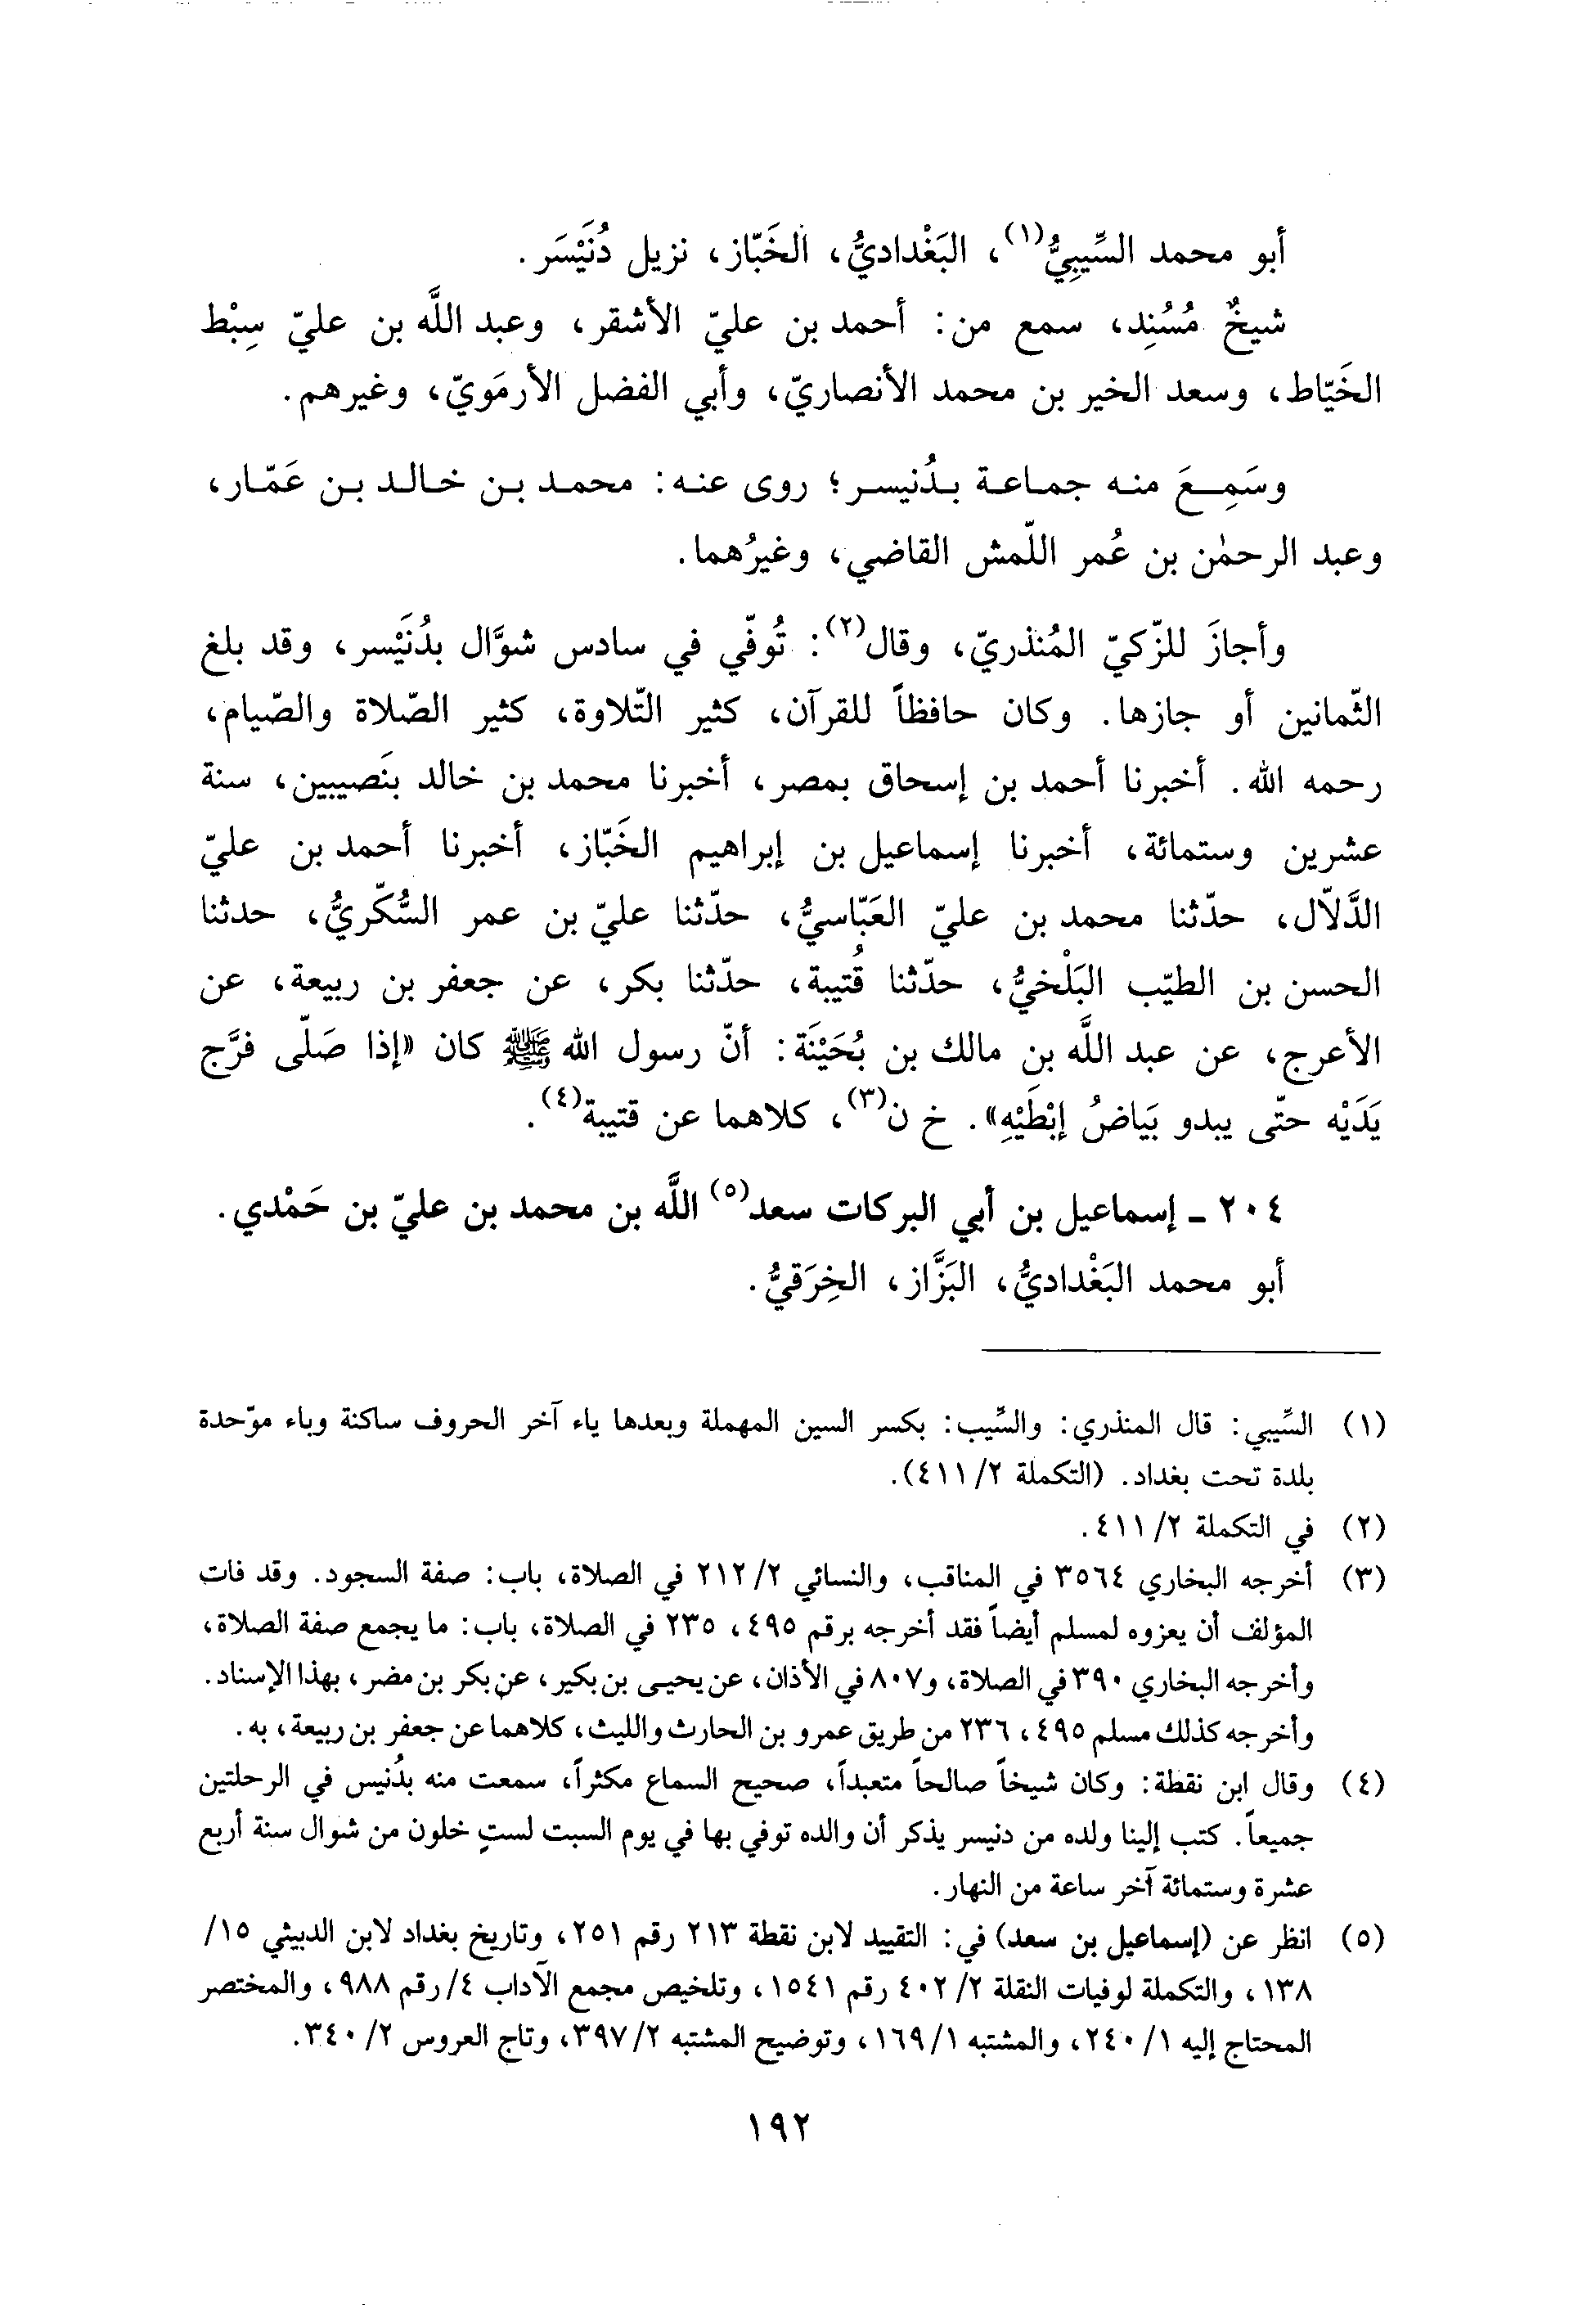 أبو محمد السِّيبِيُّ(١)، البَغْداديُّ، الخَبّاز، نزيل دُنَيْسَر.
شيخٌ مُسْنِد، سمع من: أحمد بن عليّ الأشقر، وعبد اللَّه بن عليّ سِبْط
الخَيّاط، وسعد الخير بن محمد الأنصاريّ، وأبي الفضل الأرمَويّ، وغيرهم.
وسَمِعَ منه جماعة بدُنيسر؛ روى عنه: محمد بن خالد بن عَمّار،
وعبد الرحمٰن بن عُمر اللّمش القاضي، وغيرُهما.
وأجازَ للزّكيّ المُنذريّ، وقال(٢): تُوفّي في سادس شوَّال بدُنَيْسر، وقد بلغ
الثّمانين أو جازها. وكان حافظاً للقرآن، كثير التّلاوة، كثير الصّلاة والصّيام،
رحمه الله. أخبرنا أحمد بن إسحاق بمصر، أخبرنا محمد بن خالد بنَصيبين، سنة
عشرين وستمائة، أخبرنا إسماعيل بن إبراهيم الخَبّاز، أخبرنا أحمد بن عليّ
الدَّلاّل، حدّثنا محمد بن عليّ العَبّاسيُّ، حدّثنا عليّ بن عمر السُّكّريُّ، حدثنا
الحسن بن الطيّب البَلْخيُّ، حدّثنا قُتيبة، حدّثنا بكر، عن جعفر بن ربيعة، عن
الأعرج، عن عبد اللَّه بن مالك بن بُحَيْنَة: أنّ رسول الله ﷺ كان «إذا صَلّى فرَّج
يَدَيْه حتّى يبدو بَياضُ إبْطَيْهِ». خ ن(٣)، كلاهما عن قتيبة(٤).
٢٠٤ ـ إسماعيل بن أبي البركات سعد(٥) اللَّه بن محمد بن عليّ بن حَمْدي.
أبو محمد البَغْداديُّ، البَزَّاز، الخِرَقيُّ.
(١) السِّيبي: قال المنذري: والسِّيب: بكسر السين المهملة وبعدها ياء آخر الحروف ساكنة وباء موّحدة
بلدة تحت بغداد. (التكملة ٢/ ٤١١).
(٢) في التكملة ٢/ ٤١١.
(٣) أخرجه البخاري ٣٥٦٤ في المناقب، والنسائي ٢/ ٢١٢ في الصلاة، باب: صفة السجود. وقد فات
المؤلف أن يعزوه لمسلم أيضاً فقد أخرجه برقم ٤٩٥، ٢٣٥ في الصلاة، باب: ما يجمع صفة الصلاة،
وأخرجه البخاري ٣٩٠ في الصلاة، و٨٠٧ في الأذان، عن يحيى بن بكير، عن بكر بن مضر، بهذا الإسناد.
وأخرجه كذلك مسلم ٤٩٥، ٢٣٦ من طريق عمرو بن الحارث والليث، كلاهما عن جعفر بن ربيعة، به.
(٤) وقال ابن نقطة: وكان شيخاً صالحاً متعبداً، صحيح السماع مكثراً، سمعت منه بدُنيس في الرحلتين
جميعاً. كتب إلينا ولده من دنيسر يذكر أن والده توفي بها في يوم السبت لستٍ خلون من شوال سنة أربع
عشرة وستمائة آخر ساعة من النهار.
(٥) انظر عن (إسماعيل بن سعد) في: التقييد لابن نقطة ٢١٣ رقم ٢٥١، وتاريخ بغداد لابن الدبيثي ١٥/
١٣٨، والتكملة لوفيات النقلة ٢/ ٤٠٢ رقم ١٥٤١، وتلخيص مجمع الآداب ٤/ رقم ٩٨٨، والمختصر
المحتاج إليه ١/ ٢٤٠، والمشتبه ١/ ١٦٩، وتوضيح المشتبه ٢/ ٣٩٧، وتاج العروس ٢/ ٣٤٠.
١٩٢